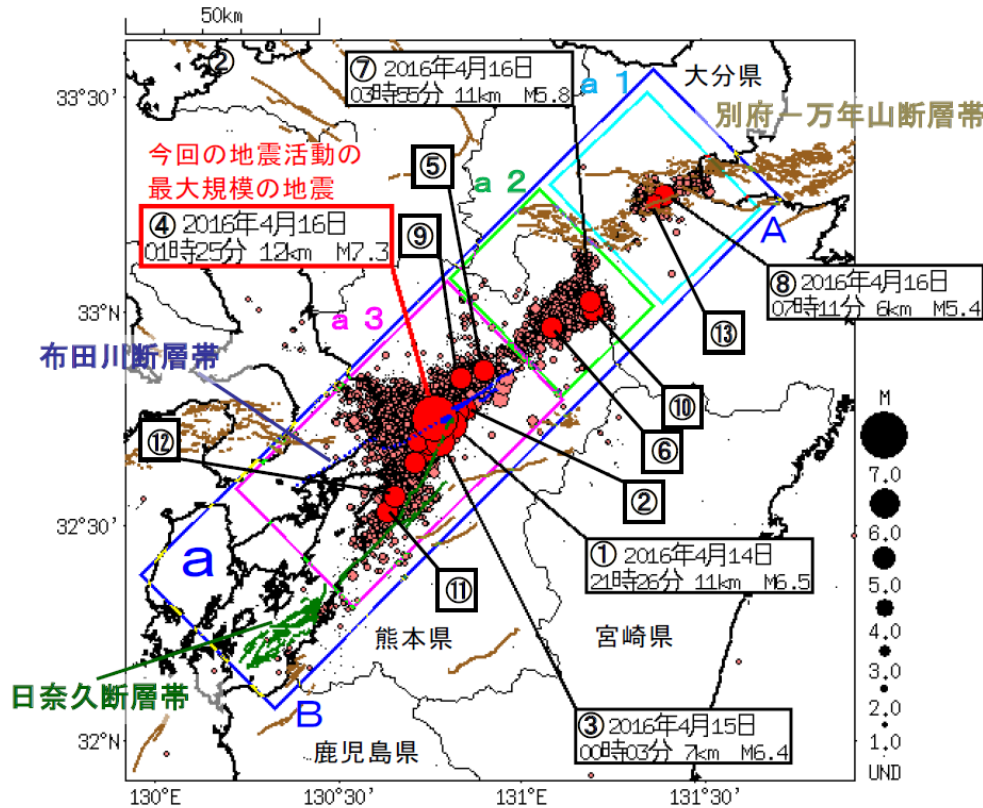 50km
②
⑦ 2016年4月16日
03時55分 11km M5.8
a 1
大分県
33°30'
別府－万年山断層帯
今回の地震活動の
最大規模の地震
⑤
a 2
④ 2016年4月16日
01時25分 12km M7.3
⑨
A
⑧ 2016年4月16日
07時11分 6km M5.4
33°N
a 3
⑬
布田川断層帯
⑩
M
⑫
⑥
7.0
②
32°30'
6.0
① 2016年4月14日
21時26分 11km M6.5
a
5.0
⑪
4.0
熊本県
宮崎県
3.0
日奈久断層帯
B
③ 2016年4月15日
00時03分 7km M6.4
2.0
32°N
鹿児島県
1.0
UND
130°E
130°30'
131°E
131°30'